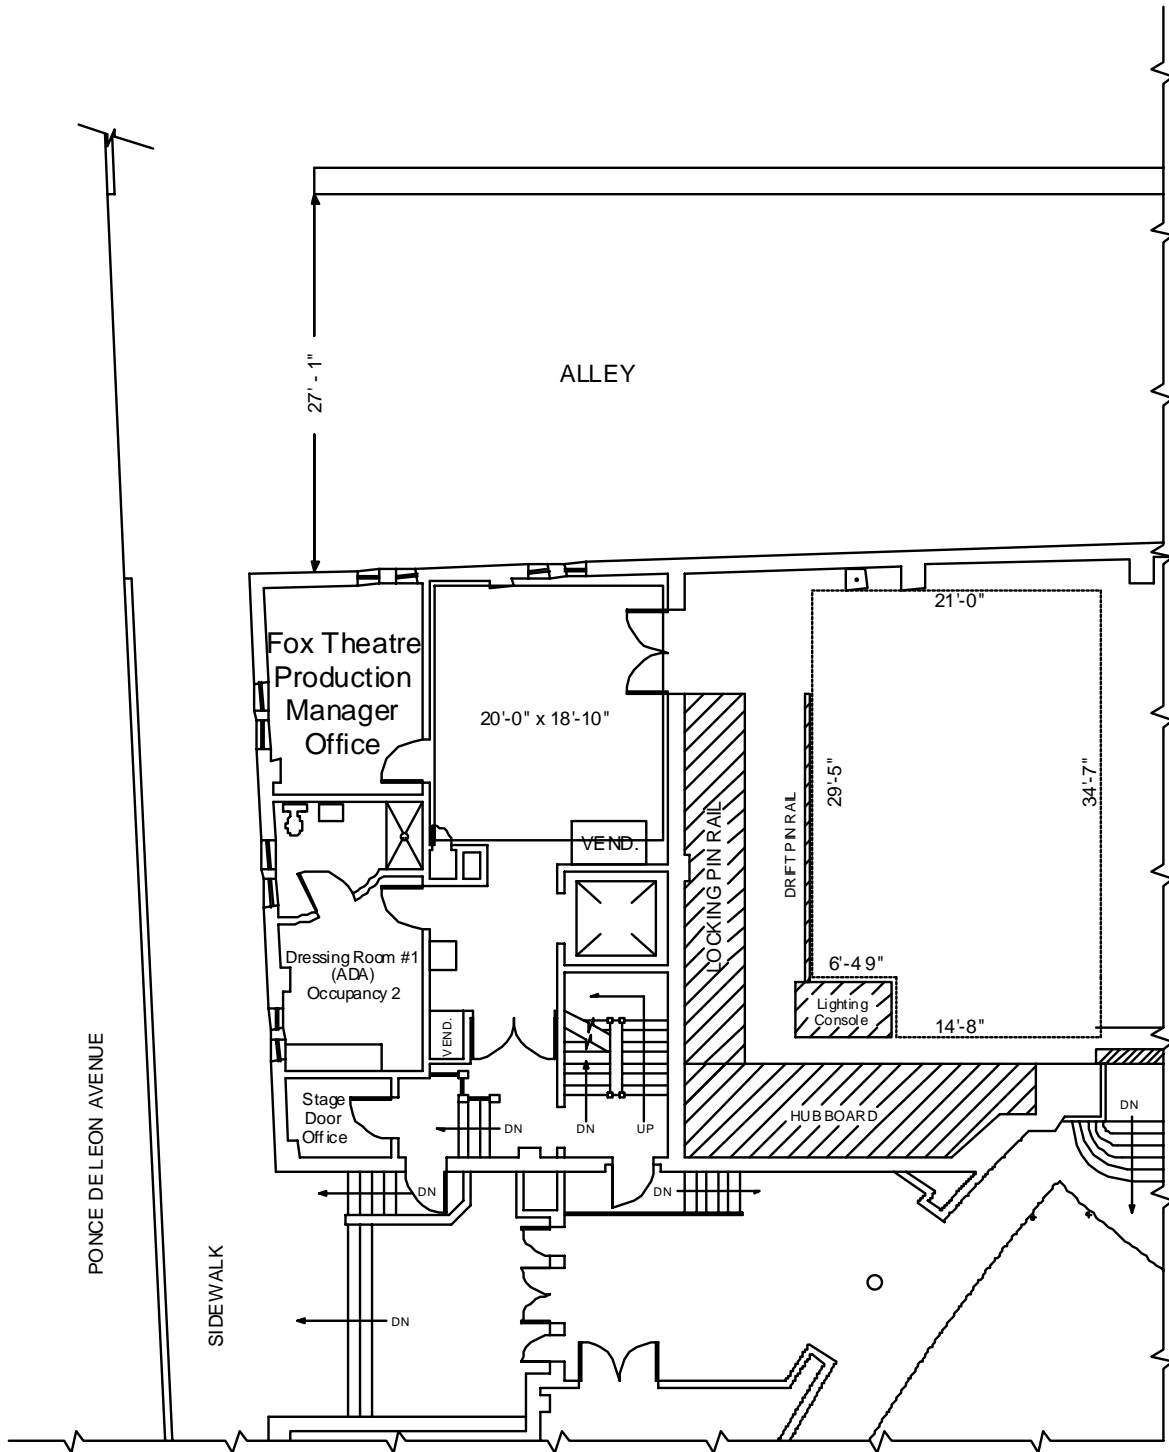 27' - 1"
ALLEY
21'-0"
Fox Theatre
Production
Manager
Office
20'-0" x 18'-10"
29'-5"
34'-7"
VEND.
LOCKING PIN RAIL
DRIFT PIN RAIL
Dressing Room #1
(ADA)
Occupancy 2
6'-4 9"
Lighting
Console
14'-8"
VEND.
Stage
Door
Office
DN
DN
UP
HUB BOARD
DN
DN
DN
DN
PONCE DE LEON AVENUE
SIDEWALK